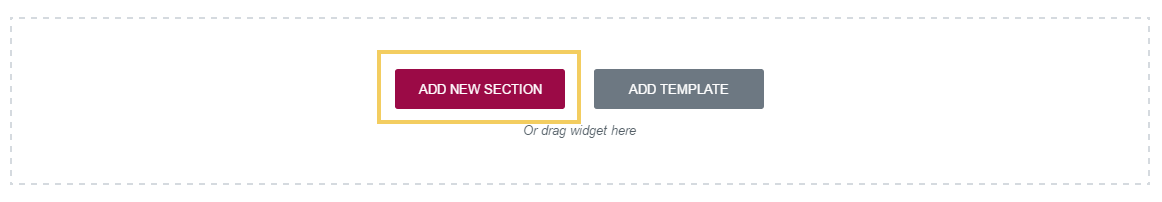 ADD NEW SECTION ADD TEMPLATE
Or drag widget here